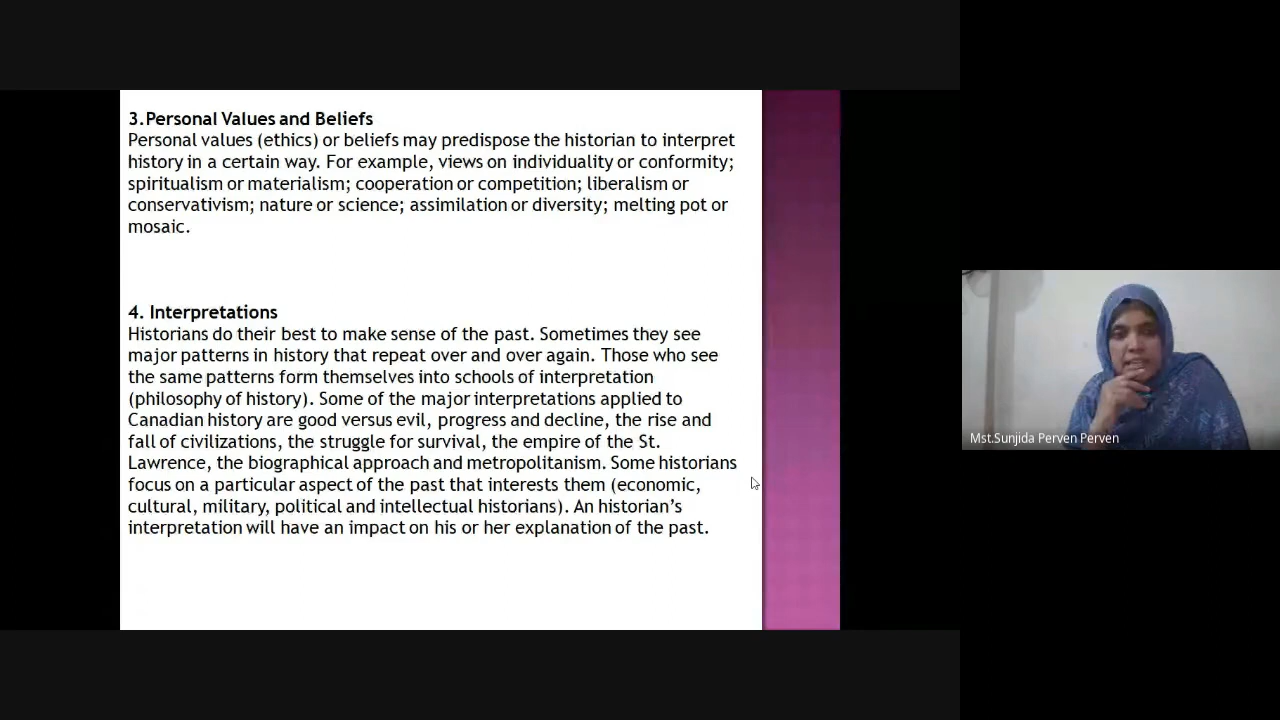 3.Personal Values and Beliefs
Personal values (ethics) or beliefs may predispose the historian to interpret
history in a certain way. For example, views on individuality or conformity;
spiritualism or materialism; cooperation or competition; liberalism or
conservativism; nature or science; assimilation or diversity; melting pot or
mosaic.
4. Interpretations
Historians do their best to make sense of the past. Sometimes they see
major patterns in history that repeat over and over again. Those who see
the same patterns form themselves into schools of interpretation
(philosophy of history). Some of the major interpretations applied to
Canadian history are good versus evil, progress and decline, the rise and
fall of civilizations, the struggle for survival, the empire of the St.
Lawrence, the biographical approach and metropolitanism. Some historians
focus on a particular aspect of the past that interests them (economic,
cultural, military, political and intellectual historians). An historian’s
interpretation will have an impact on his or her explanation of the past.
Mst.Sunjida Perven Perven